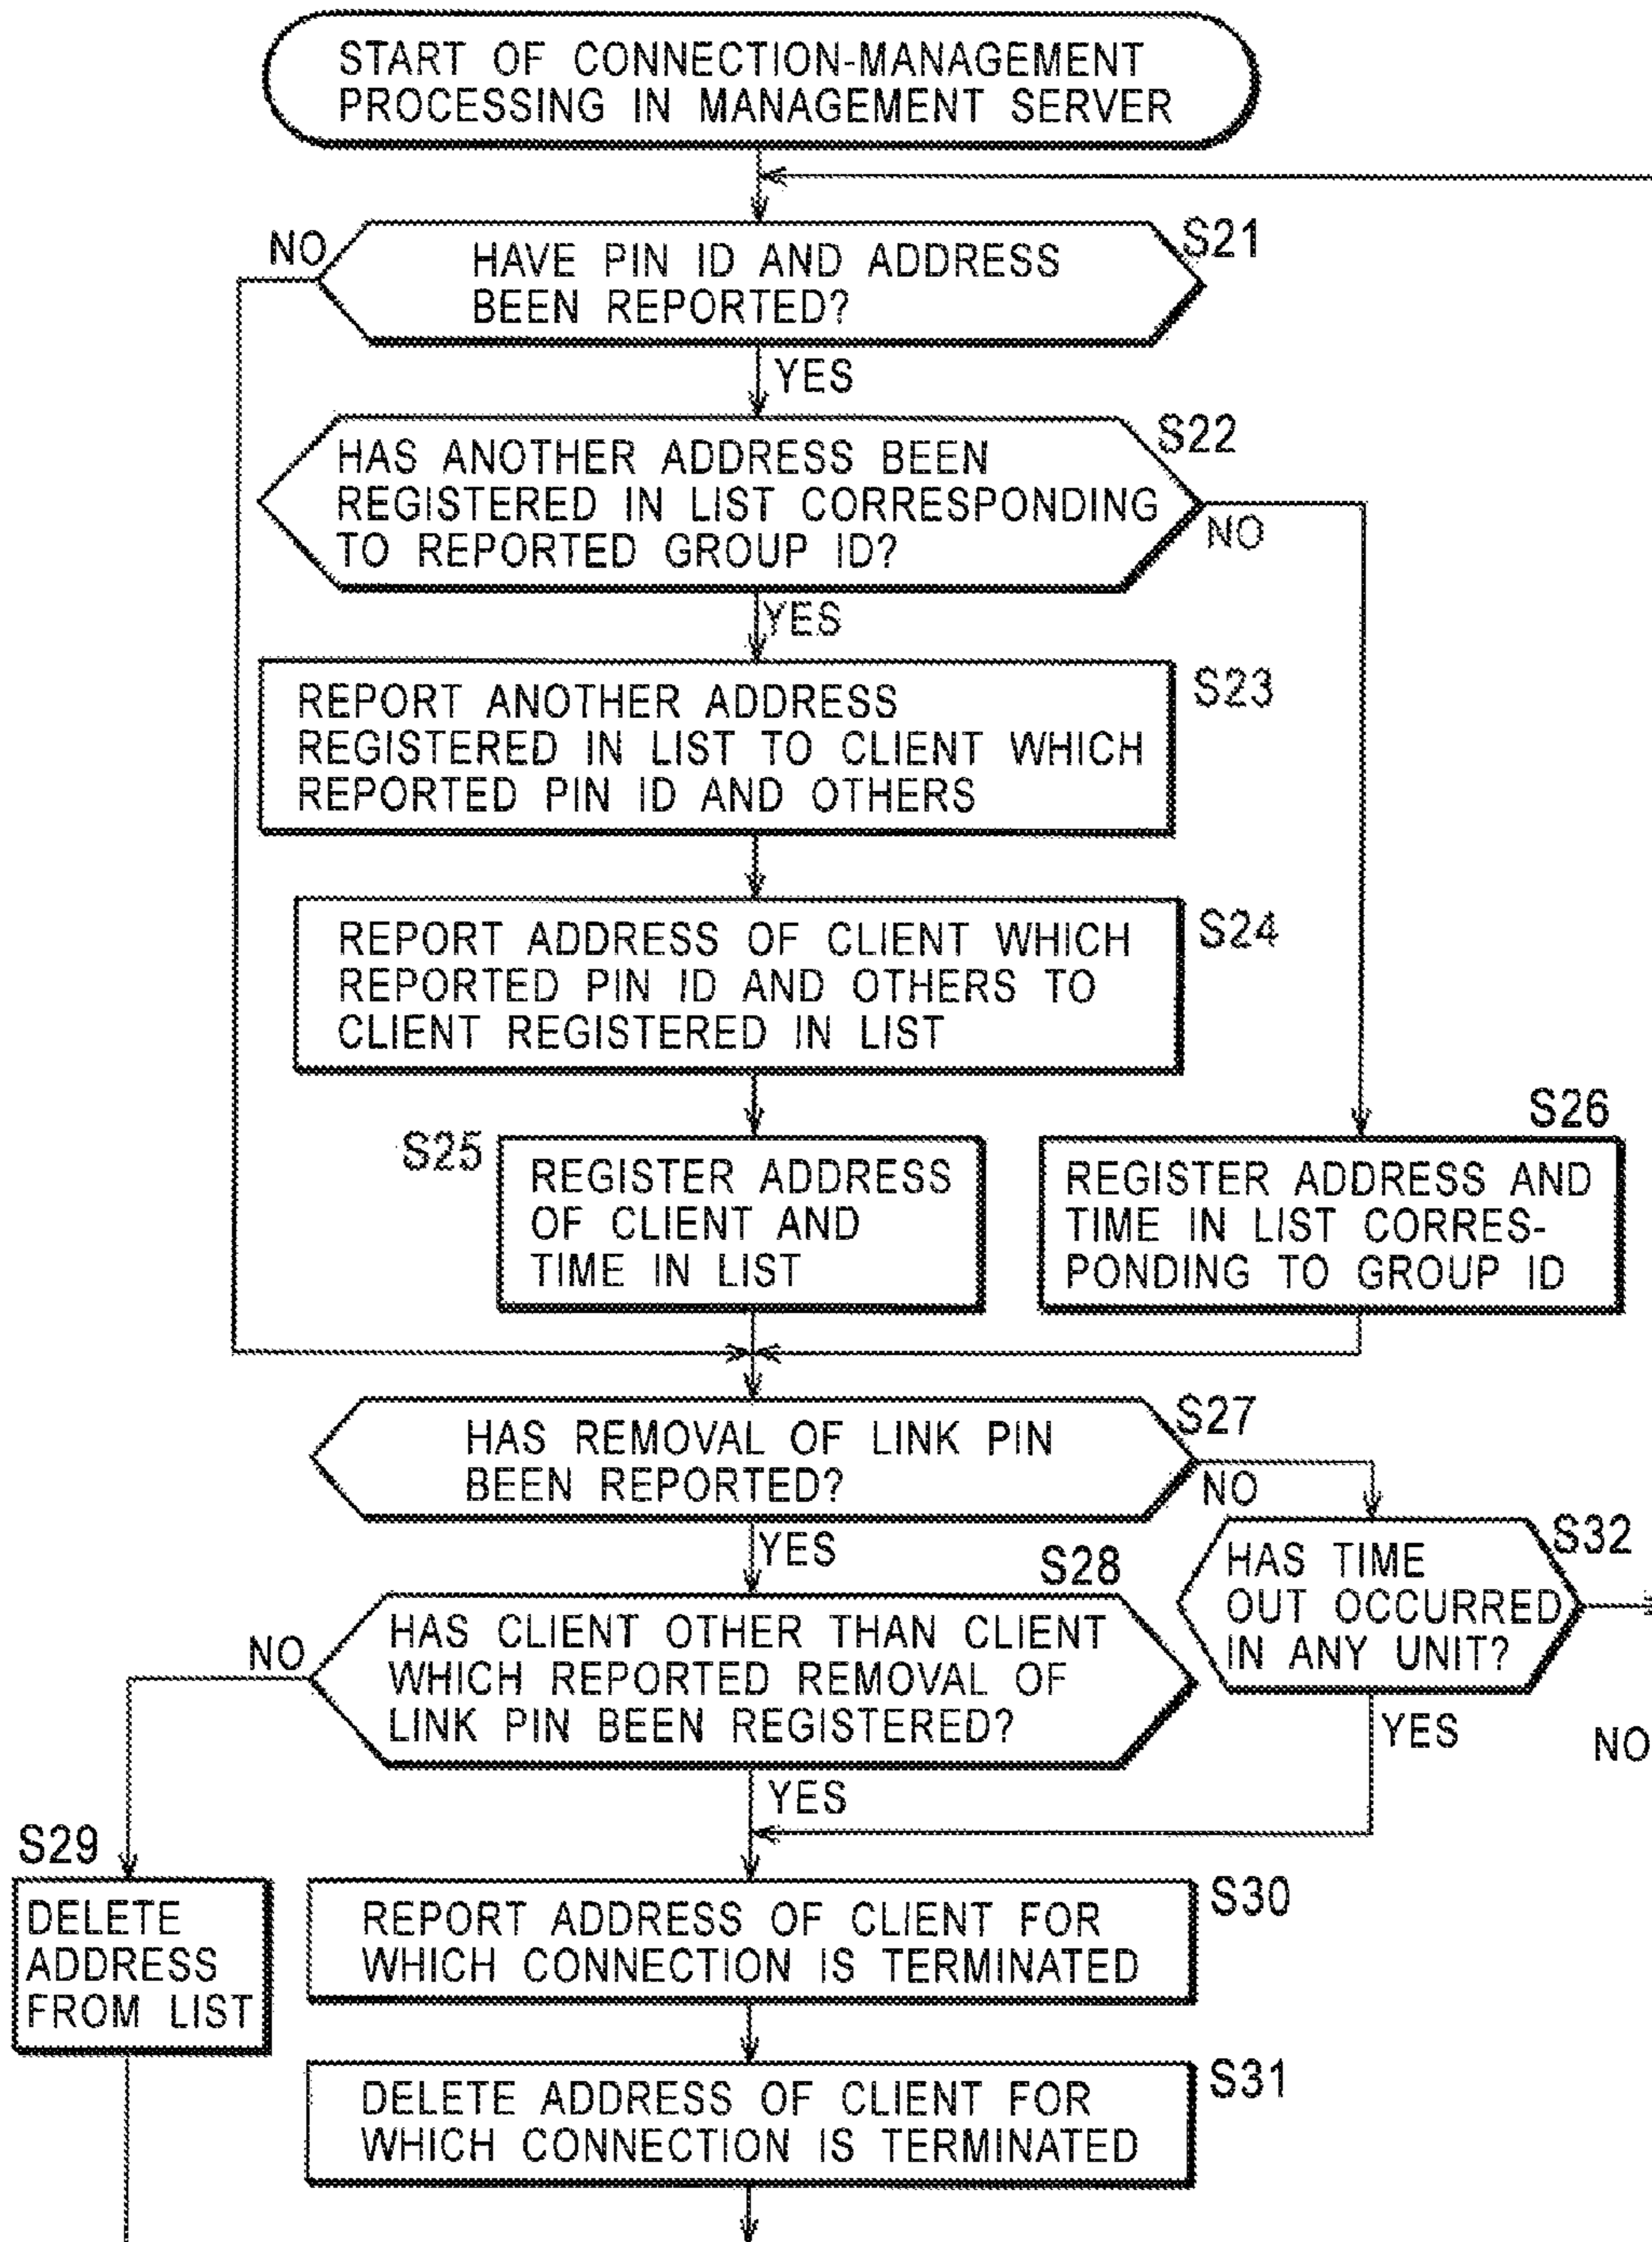 START OF CONNECTION-MANAGEMENT
PROCESSING IN MANAGEMENT SERVER
NO
HAVE PIN ID AND ADDRESS
BEEN REPORTED?
S21
YES
HAS ANOTHER ADDRESS BEEN
REGISTERED IN LIST CORRESPONDING
TO REPORTED GROUP ID?
S22
NO
YES
REPORT ANOTHER ADDRESS
REGISTERED IN LIST TO CLIENT WHICH
REPORTED PIN ID AND OTHERS
S23
REPORT ADDRESS OF CLIENT WHICH
REPORTED PIN ID AND OTHERS TO
CLIENT REGISTERED IN LIST
S24
S25
REGISTER ADDRESS
OF CLIENT AND
TIME IN LIST
S26
REGISTER ADDRESS AND
TIME IN LIST CORRES-
PONDING TO GROUP ID
HAS REMOVAL OF LINK PIN
BEEN REPORTED?
S27
NO
YES
S32
HAS TIME
OUT OCCURRED
IN ANY UNIT?
YES
NO
S28
NO
HAS CLIENT OTHER THAN CLIENT
WHICH REPORTED REMOVAL OF
LINK PIN BEEN REGISTERED?
YES
S29
DELETE
ADDRESS
FROM LIST
REPORT ADDRESS OF CLIENT FOR
WHICH CONNECTION IS TERMINATED
S30
DELETE ADDRESS OF CLIENT FOR
WHICH CONNECTION IS TERMINATED
S31